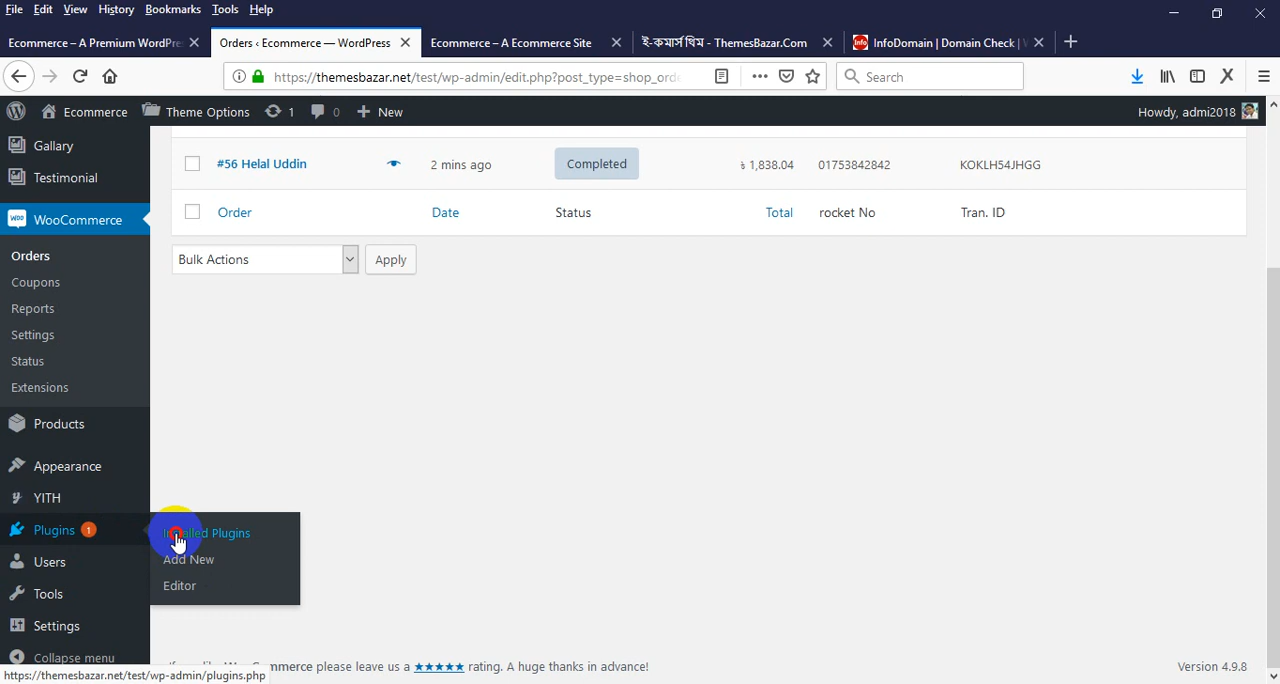 File Edit View History Bookmarks Tools Help
Ecommerce – A Premium WordPre
Orders ‹ Ecommerce — WordPress
Ecommerce – A Ecommerce Site
ই-কমার্স থিম - ThemesBazar.Com
Info InfoDomain | Domain Check |
https://themesbazar.net/test/wp-admin/edit.php?post_type=shop_orde
Search
Ecommerce Theme Options 1 0 New
Howdy, admi2018
Gallary
Testimonial
WooCommerce
Orders
Coupons
Reports
Settings
Status
Extensions
Products
Appearance
YITH
Plugins 1
Users
Tools
Settings
Collapse menu
#56 Helal Uddin 2 mins ago Completed ৳ 1,838.04 01753842842 KOKLH54JHGG
Order Date Status Total rocket No Tran. ID
Bulk Actions Apply
Installed Plugins
Add New
Editor
please leave us a ★★★★★ rating. A huge thanks in advance!
Version 4.9.8
https://themesbazar.net/test/wp-admin/plugins.php